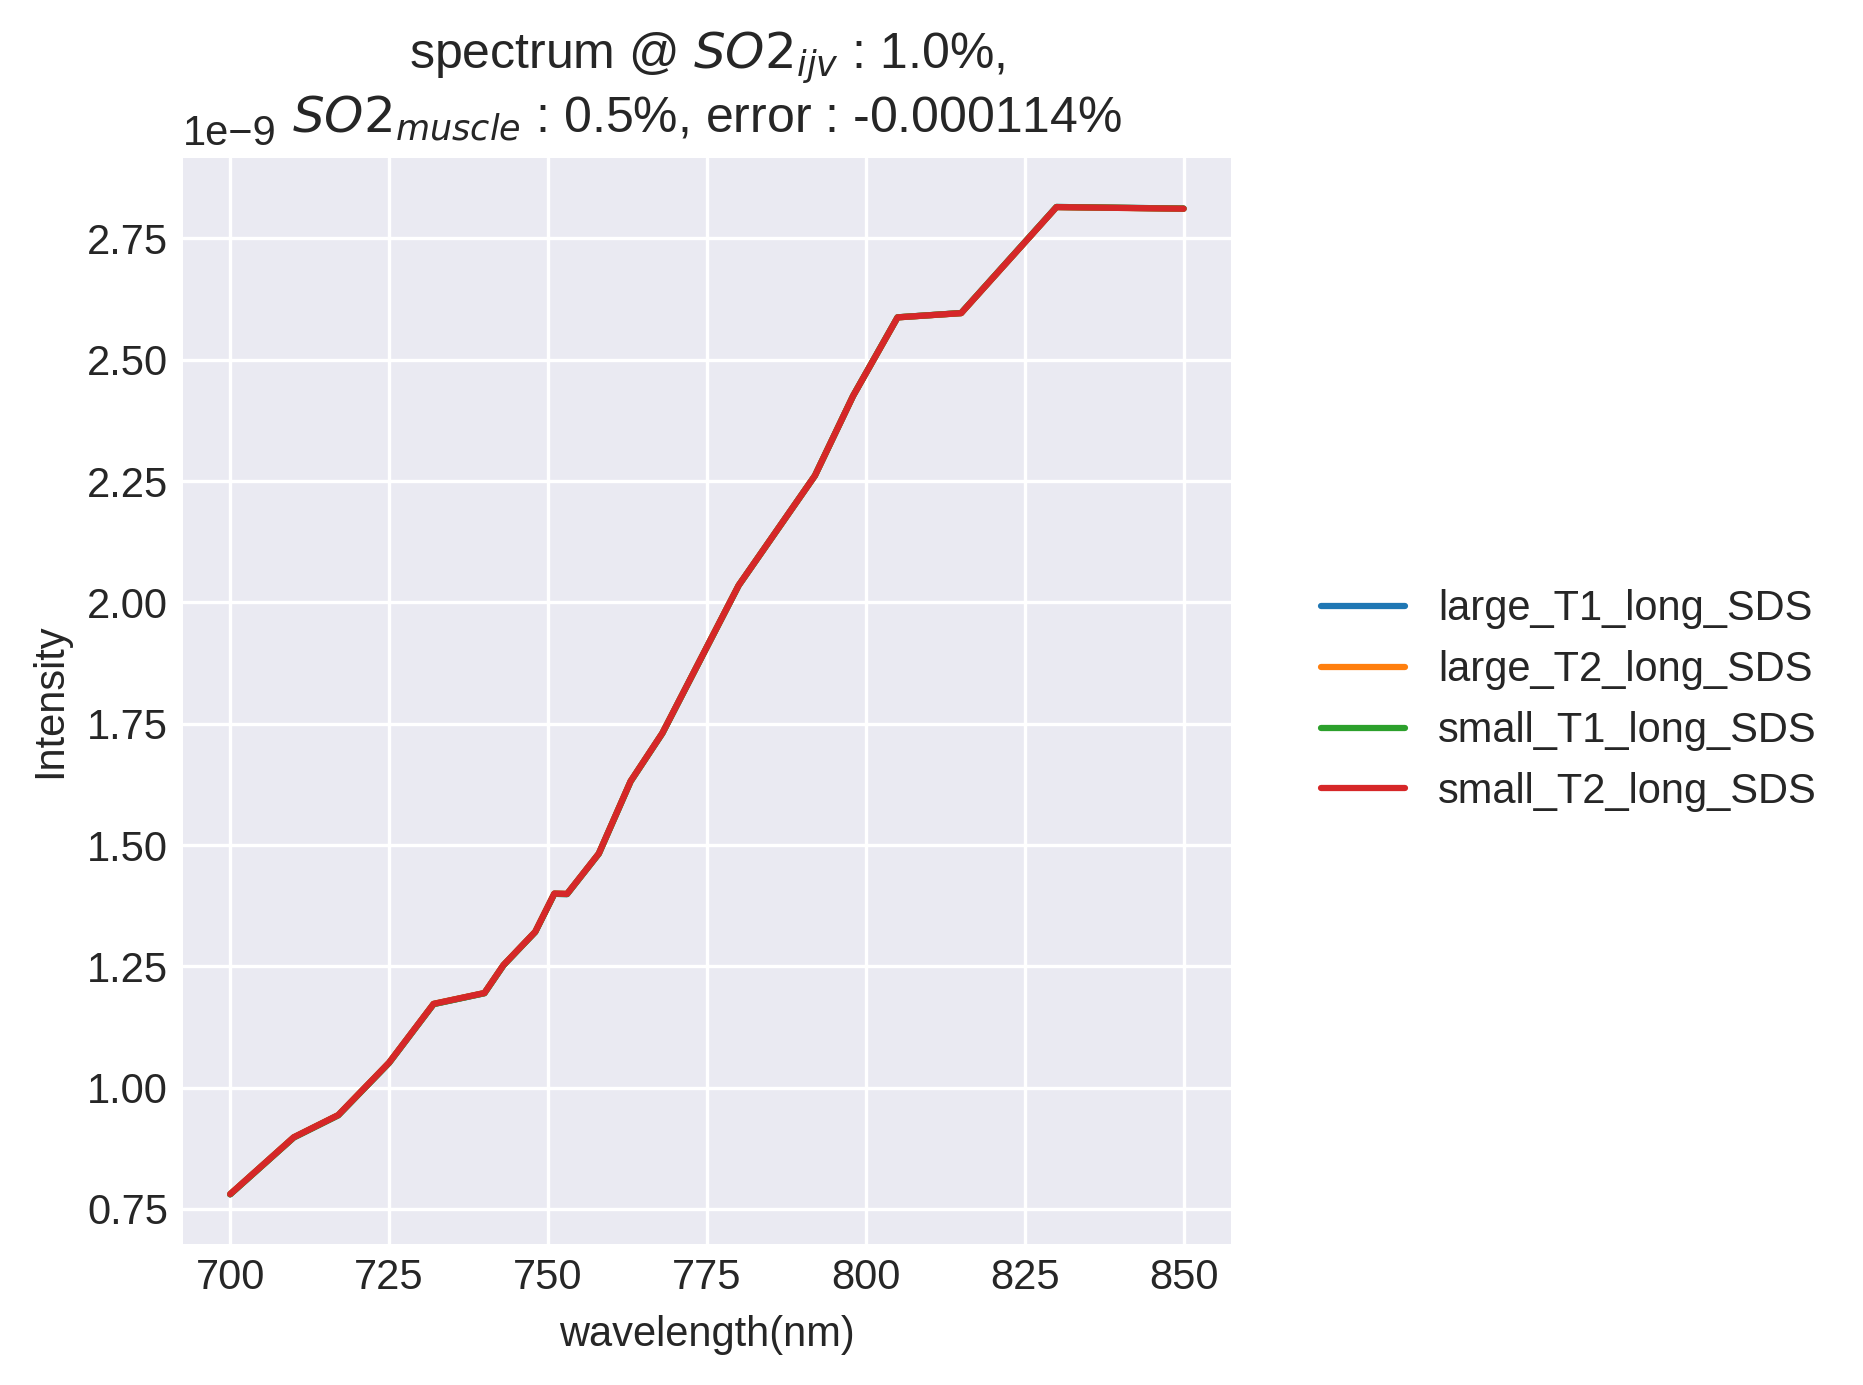 spectrum @ SO2ijv : 1.0%,
1e−9 SO2muscle : 0.5%, error : -0.000114%
2.75
2.50
2.25
2.00
1.75
1.50
1.25
1.00
0.75
Intensity
700 725 750 775 800 825 850
wavelength(nm)
large_T1_long_SDS
large_T2_long_SDS
small_T1_long_SDS
small_T2_long_SDS